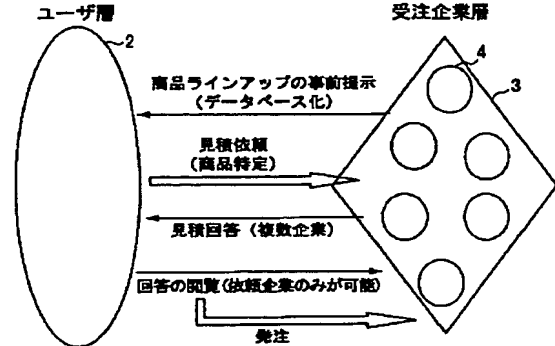 ユーザ層
受注企業層
2
4
3
商品ラインアップの事前提示
(データベース化)
見積依頼
(商品特定)
見積回答(複数企業)
回答の閲覧(依頼企業のみが可能)
発注